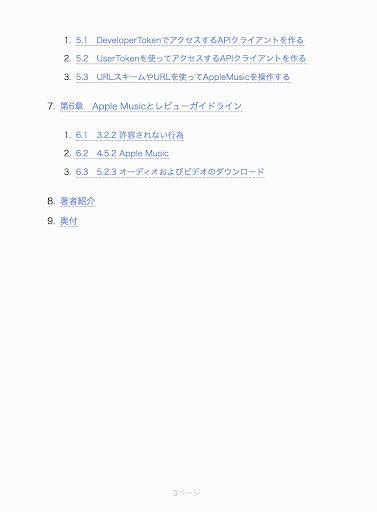 1. 5.1 DeveloperTokenでアクセスするAPIクライアントを作る
2. 5.2 UserTokenを使ってアクセスするAPIクライアントを作る
3. 5.3 URLスキームやURLを使ってAppleMusicを操作する
7. 第6章 Apple Musicとレビューガイドライン
1. 6.1 3.2.2 許容されない行為
2. 6.2 4.5.2 Apple Music
3. 6.3 5.2.3 オーディオおよびビデオのダウンロード
8. 著者紹介
9. 奥付
3ページ